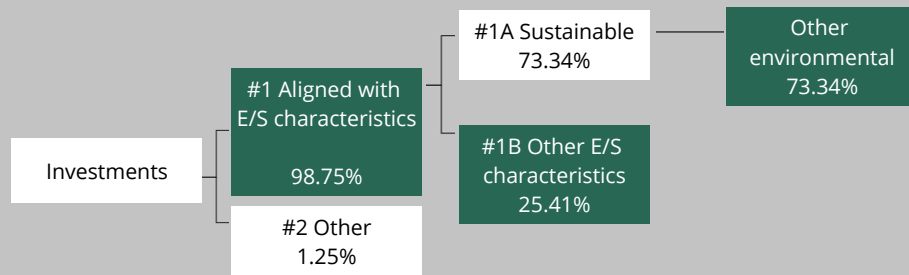 Investments
#1 Aligned with
E/S characteristics
98.75%
#2 Other
1.25%
#1A Sustainable
73.34%
#1B Other E/S
characteristics
25.41%
Other
environmental
73.34%